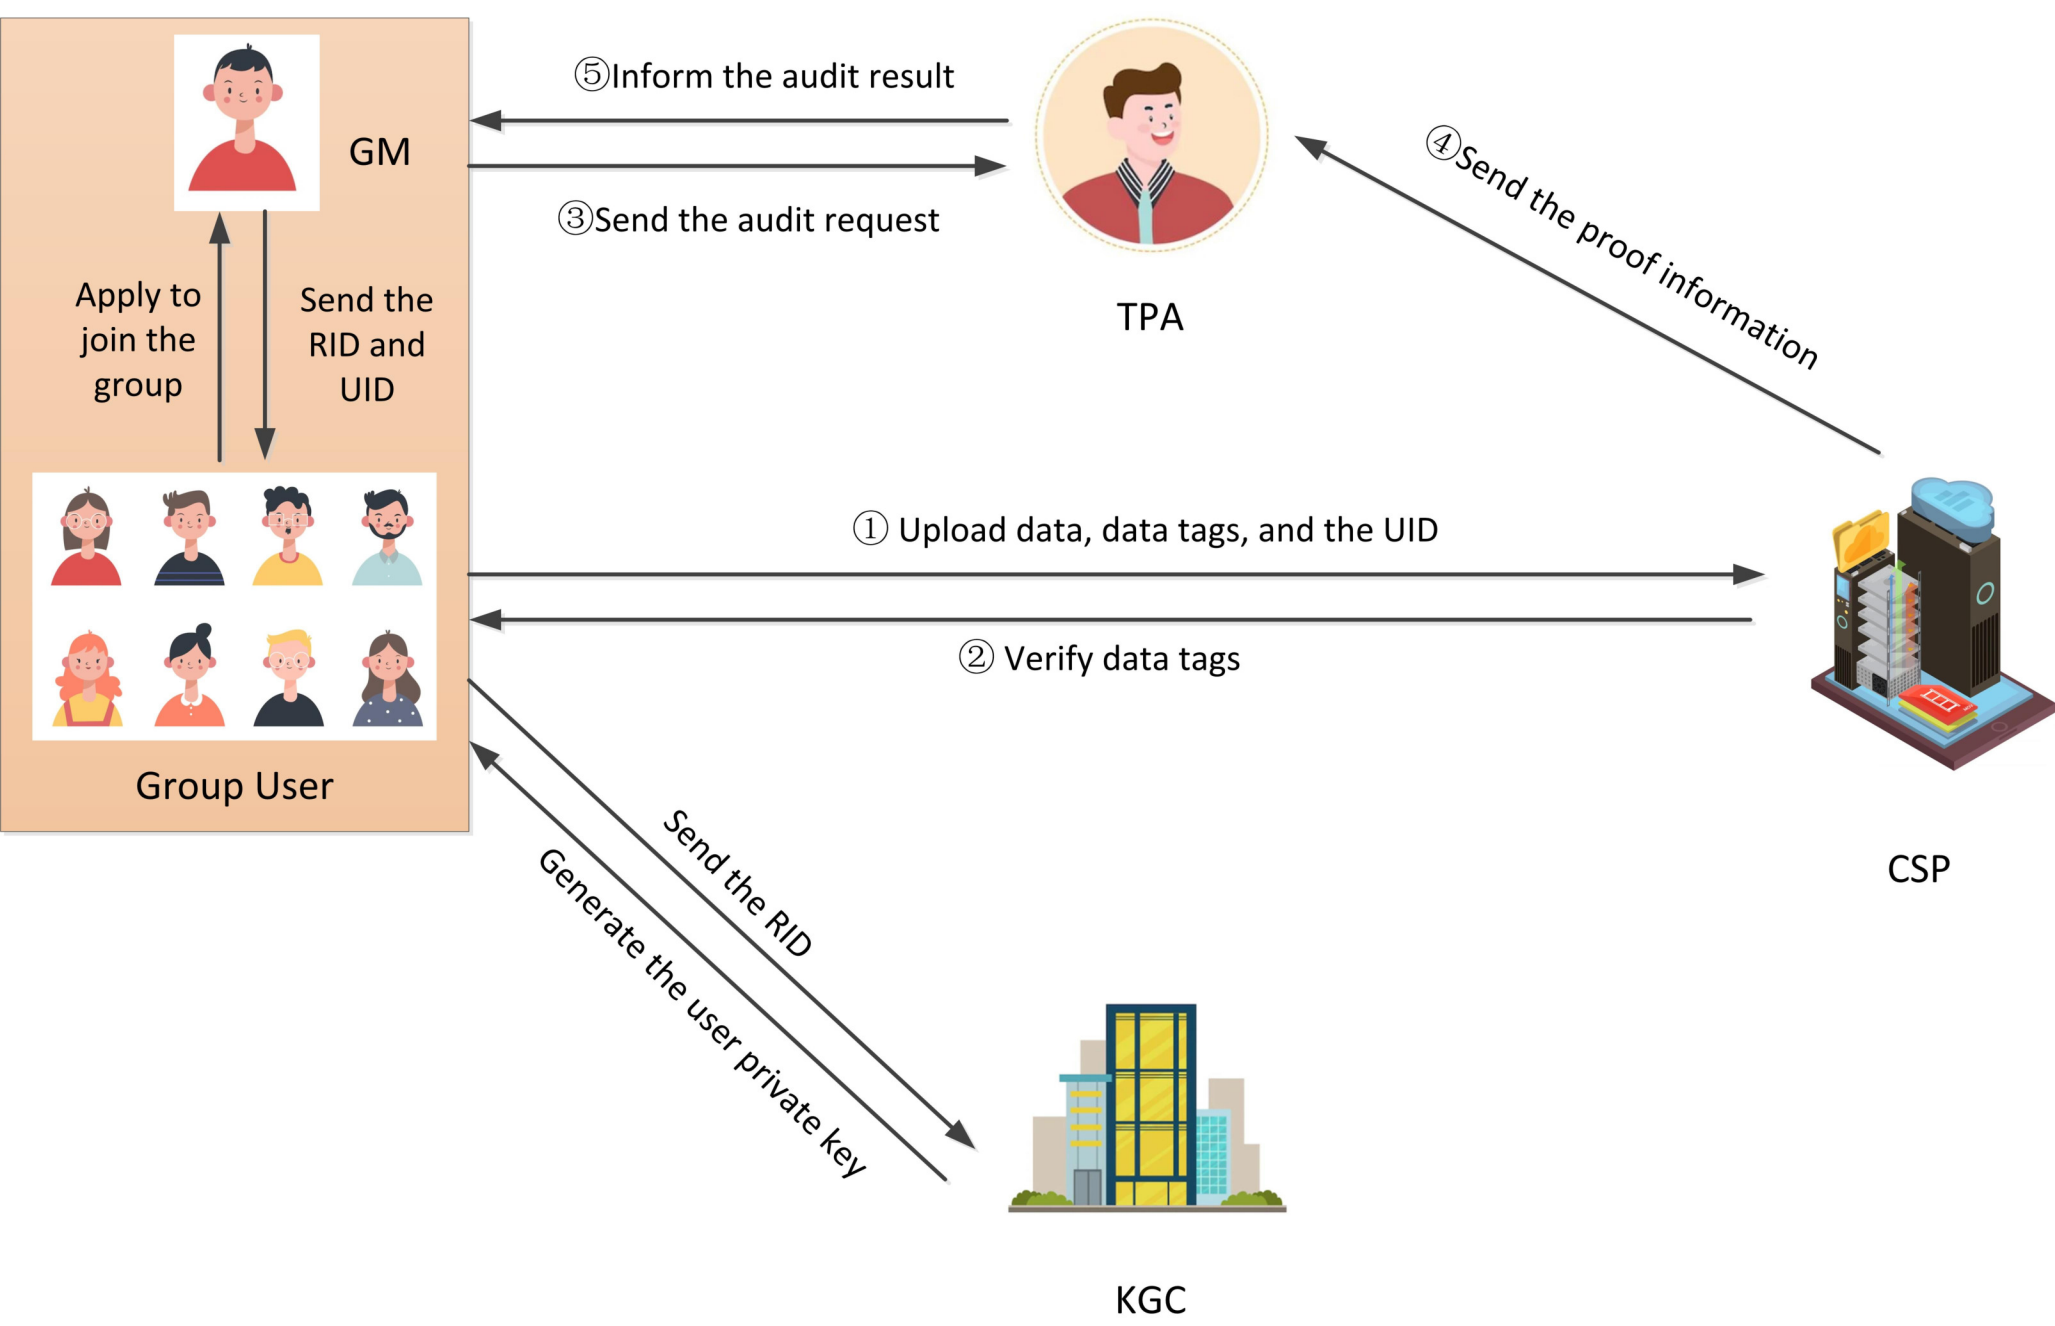 ⑤Inform the audit result
GM
③Send the audit request
④Send the proof information
Apply to
join the
group
Send the
RID and
UID
TPA
① Upload data, data tags, and the UID
② Verify data tags
Group User
Send the RID
Generate the user private key
CSP
KGC